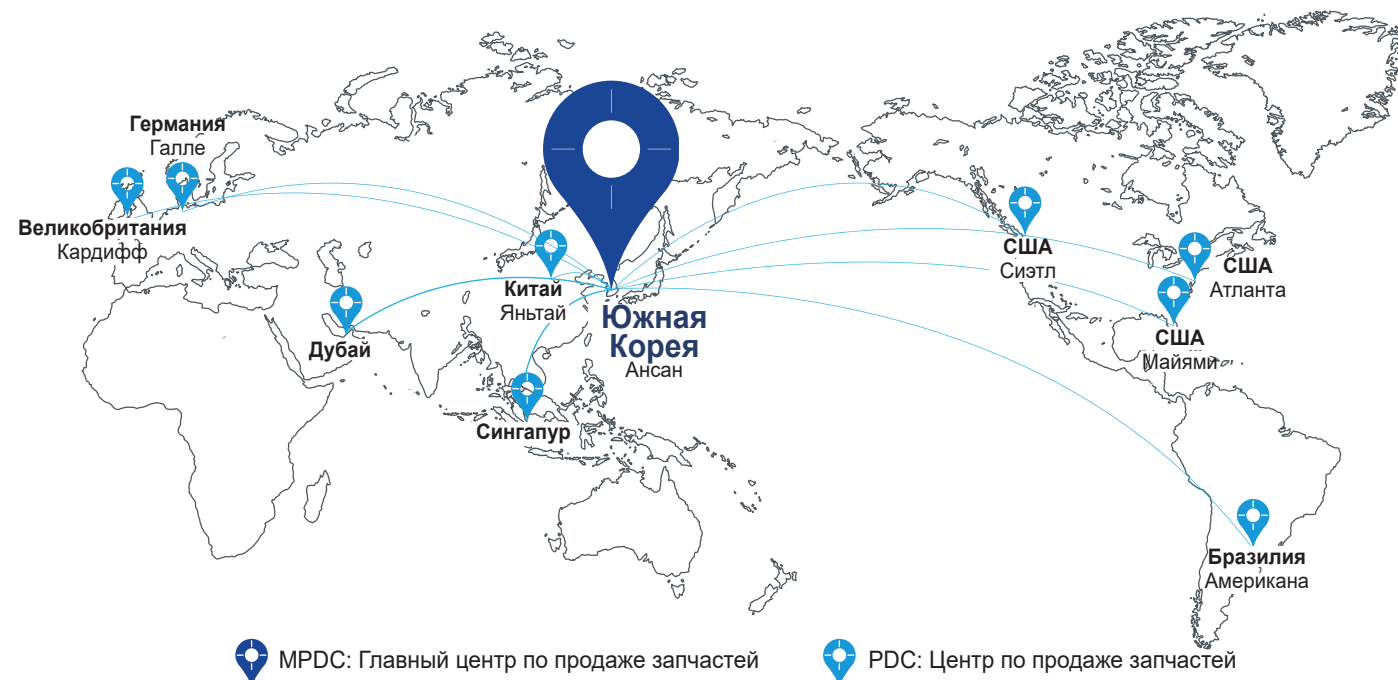 Германия
Галле
Великобритания
Кардифф
Дубай
Китай
Яньтай
Южная
Корея
Ансан
Сингапур
США
Сиэтл
США
Атланта
США
Майями
Бразилия
Американа
MPDC: Главный центр по продаже запчастей
PDC: Центр по продаже запчастей